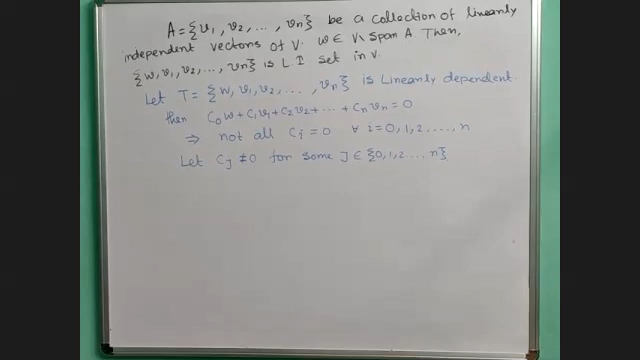 A = {v₁, v₂, ..., vₙ} be a collection of linearly
independent vectors of V. w ∈ V\ span A Then,
{w, v₁, v₂, ..., vₙ} is L I set in V.
Let T = {w, v₁, v₂, ..., vₙ} is Linearly dependent.
then C₀w + C₁v₁ + C₂v₂ + ... + Cₙvₙ = 0
⇒ not all Cᵢ = 0 ∀ i = 0, 1, 2, ..., n
Let CJ ≠ 0 for some J ∈ {0, 1, 2 ... n}